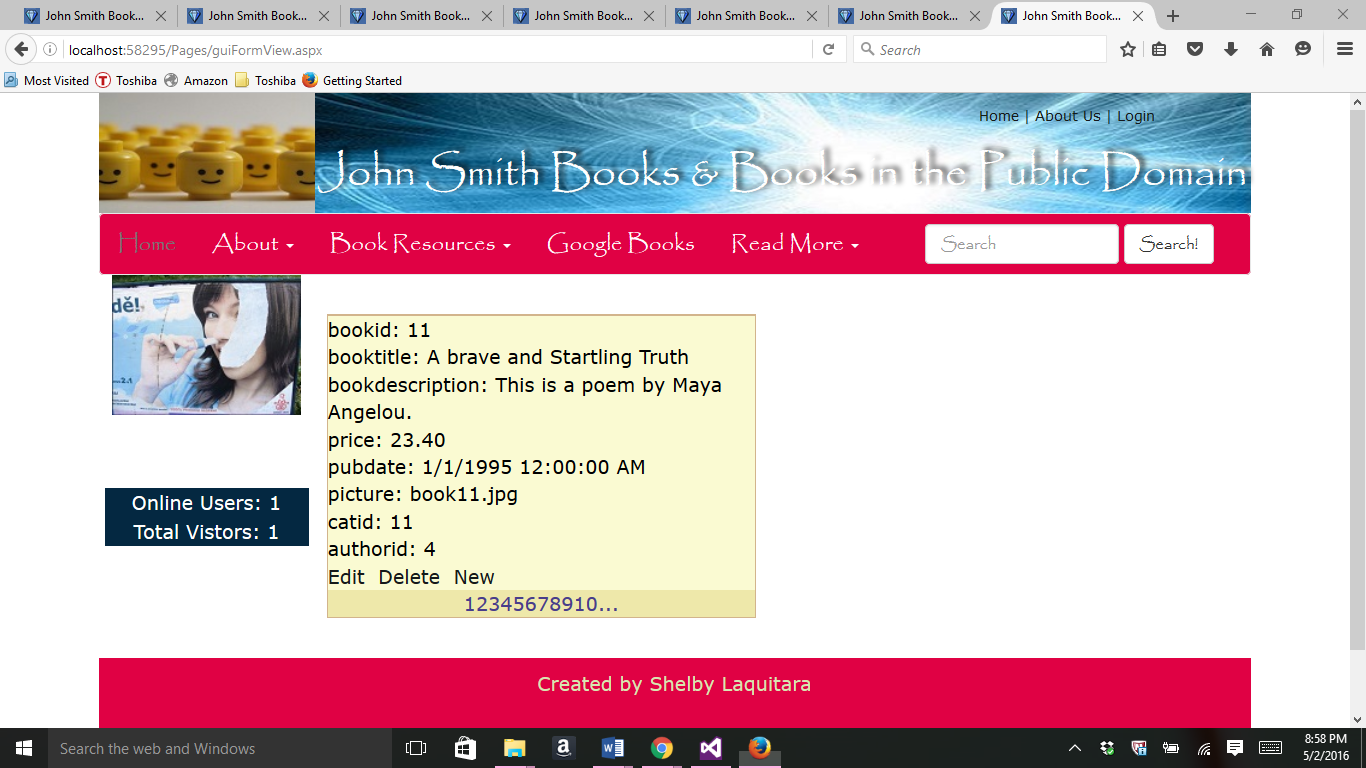 John Smith Book...
John Smith Book...
John Smith Book...
John Smith Book...
John Smith Book...
John Smith Book...
John Smith Book...
localhost:58295/Pages/guiFormView.aspx
Search
Most Visited Toshiba Amazon Toshiba Getting Started
Home | About Us | Login
John Smith Books & Books in the Public Domain
Home About Book Resources Google Books Read More Search Search!
dě!
bookid: 11
booktitle: A brave and Startling Truth
bookdescription: This is a poem by Maya
Angelou.
price: 23.40
pubdate: 1/1/1995 12:00:00 AM
picture: book11.jpg
catid: 11
authorid: 4
Edit Delete New
12345678910...
Online Users: 1
Total Vistors: 1
Created by Shelby Laquitara
Search the web and Windows
8:58 PM
5/2/2016